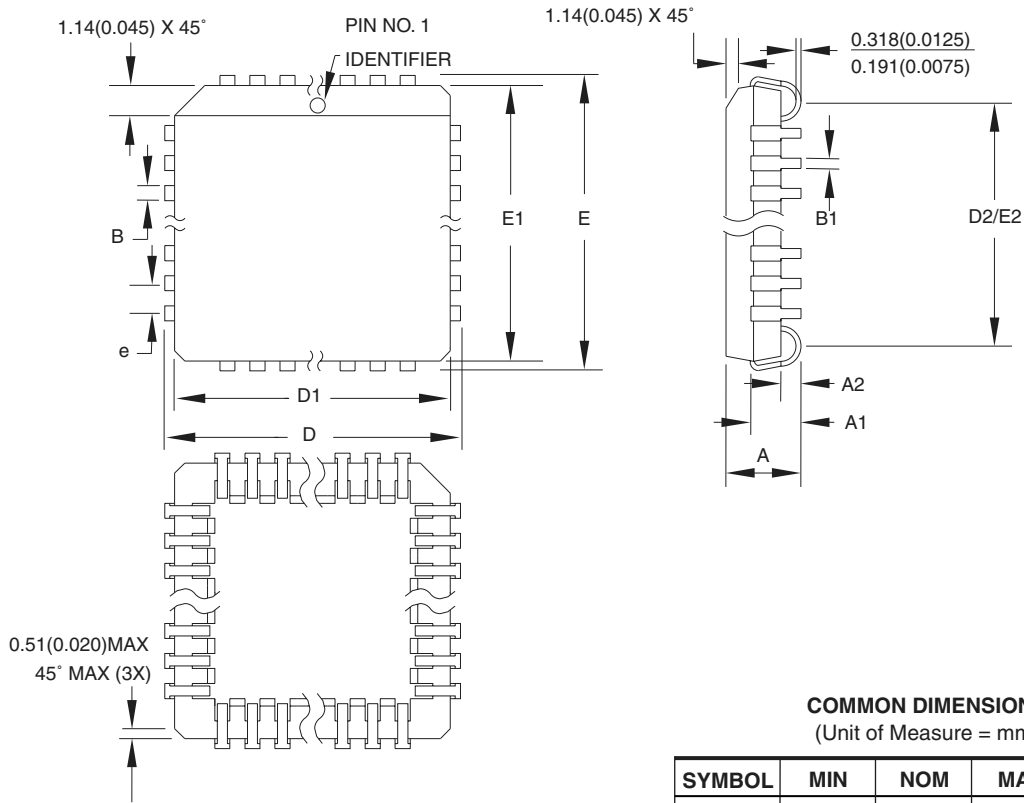 1.14(0.045) X 45˚
PIN NO. 1
IDENTIFIER
1.14(0.045) X 45˚
0.318(0.0125)
0.191(0.0075)
B
e
E1
E
B1
D2/E2
D1
D
A2
A1
A
0.51(0.020)MAX
45˚ MAX (3X)
COMMON DIMENSION
(Unit of Measure = mm
SYMBOL MIN NOM MA